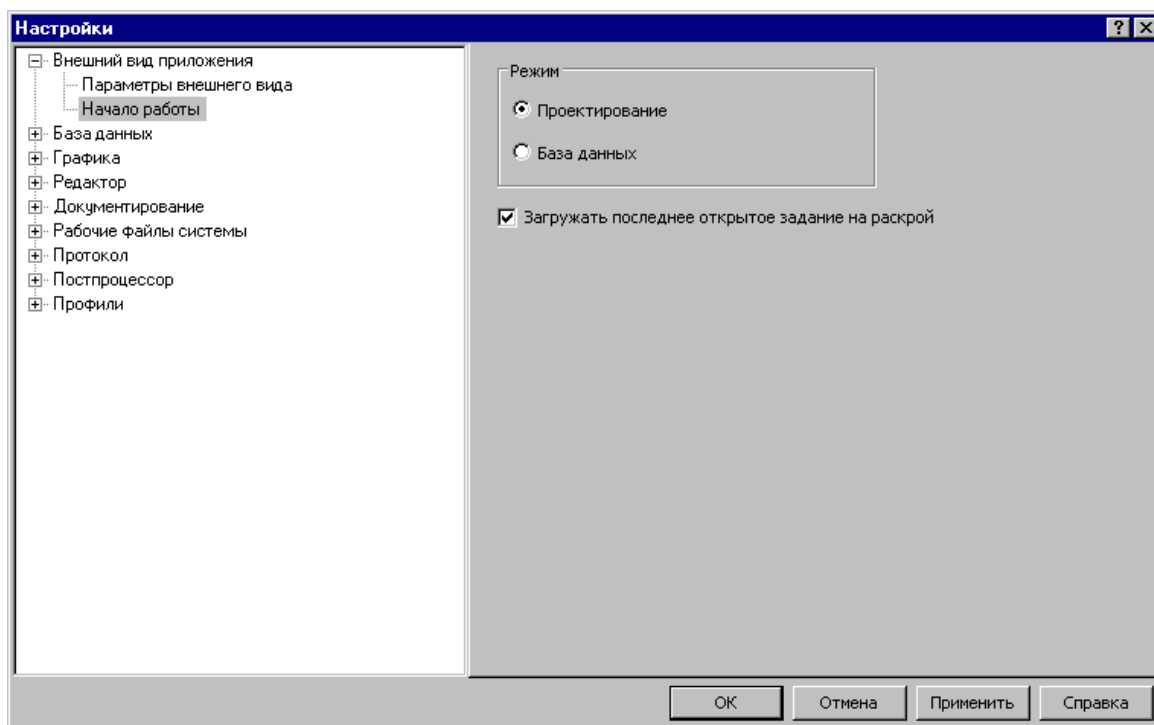 Настройки
Внешний вид приложения
Параметры внешнего вида
Начало работы
База данных
Графика
Редактор
Документирование
Рабочие файлы системы
Протокол
Постпроцессор
Профили
Режим
Проектирование
База данных
Загружать последнее открытое задание на раскрой
ОК
Отмена
Применить
Справка